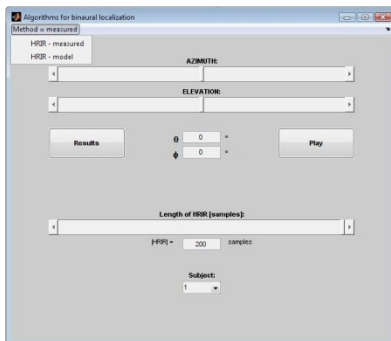 Algorithms for binaural localization
Method = measured
HRIR - measured
HRIR - model
AZIMUTH:
ELEVATION:
Results
θ 0 °
ϕ 0 °
Play
Length of HRIR [samples]:
|HRIR| = 200 samples
Subject:
1